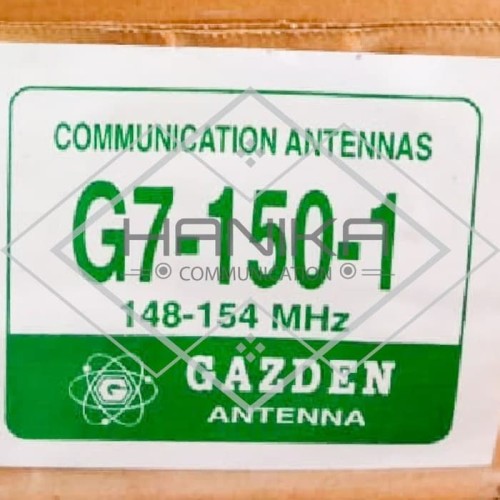 COMMUNICATION ANTENNAS
G7-150-1
HANIKA
COMMUNICATION
148-154 MHz
G
GAZDEN
ANTENNA